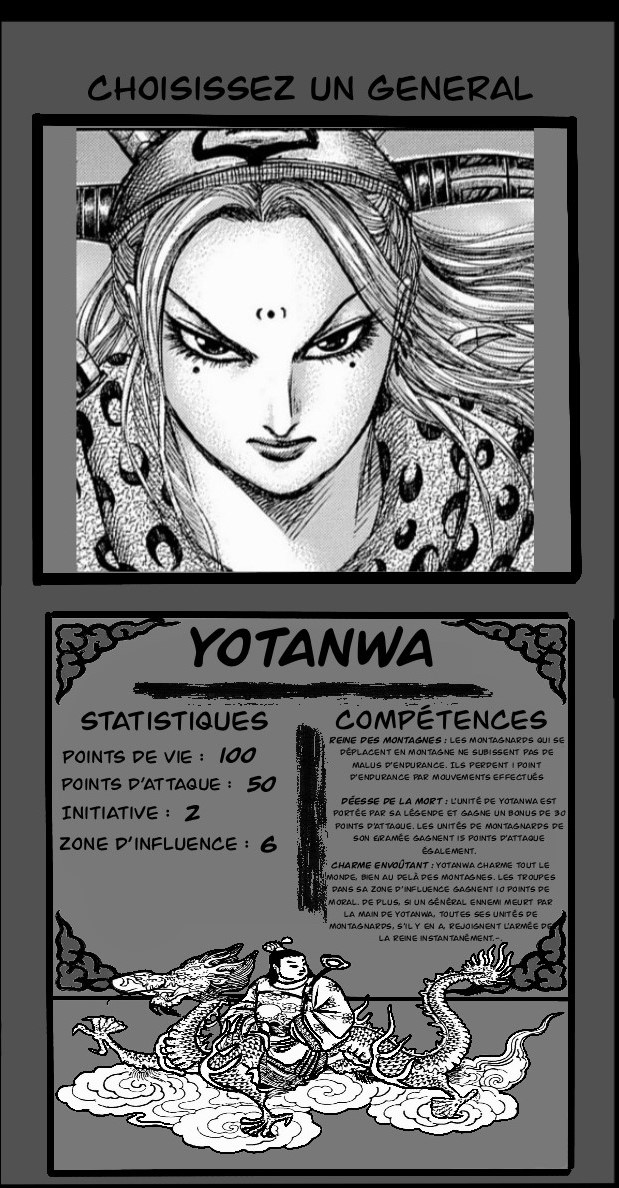 CHOISISSEZ UN GENERAL
YOTANWA
STATISTIQUES
POINTS DE VIE : 100
POINTS D'ATTAQUE : 50
INITIATIVE : 2
ZONE D'INFLUENCE : 6
COMPÉTENCES
REINE DES MONTAGNES : LES MONTAGNARDS QUI SE
DÉPLACENT EN MONTAGNE NE SUBISSENT PAS DE
MALUS D'ENDURANCE. ILS PERDENT 1 POINT
D'ENDURANCE PAR MOUVEMENTS EFFECTUÉS
DÉESSE DE LA MORT : L'UNITÉ DE YOTANWA EST
PORTÉE PAR SA LÉGENDE ET GAGNE UN BONUS DE 30
POINTS D'ATTAQUE. LES UNITÉS DE MONTAGNARDS DE
SON @RAMÉE GAGNENT 15 POINTS D'ATTAQUE
ÉGALEMENT.
CHARME ENVOÛTANT : YOTANWA CHARME TOUT LE
MONDE, BIEN AU DELÀ DES MONTAGNES. LES TROUPES
DANS SA ZONE D'INFLUENCE GAGNENT 10 POINTS DE
MORAL. DE PLUS, SI UN GÉNÉRAL ENNEMI MEURT PAR
LA MAIN DE YOTANWA, TOUTES SES UNITÉS DE
MONTAGNARDS, S'IL Y EN A, REJOIGNENT L'ARMÉE DE
LA REINE INSTANTANÉMENT.-.